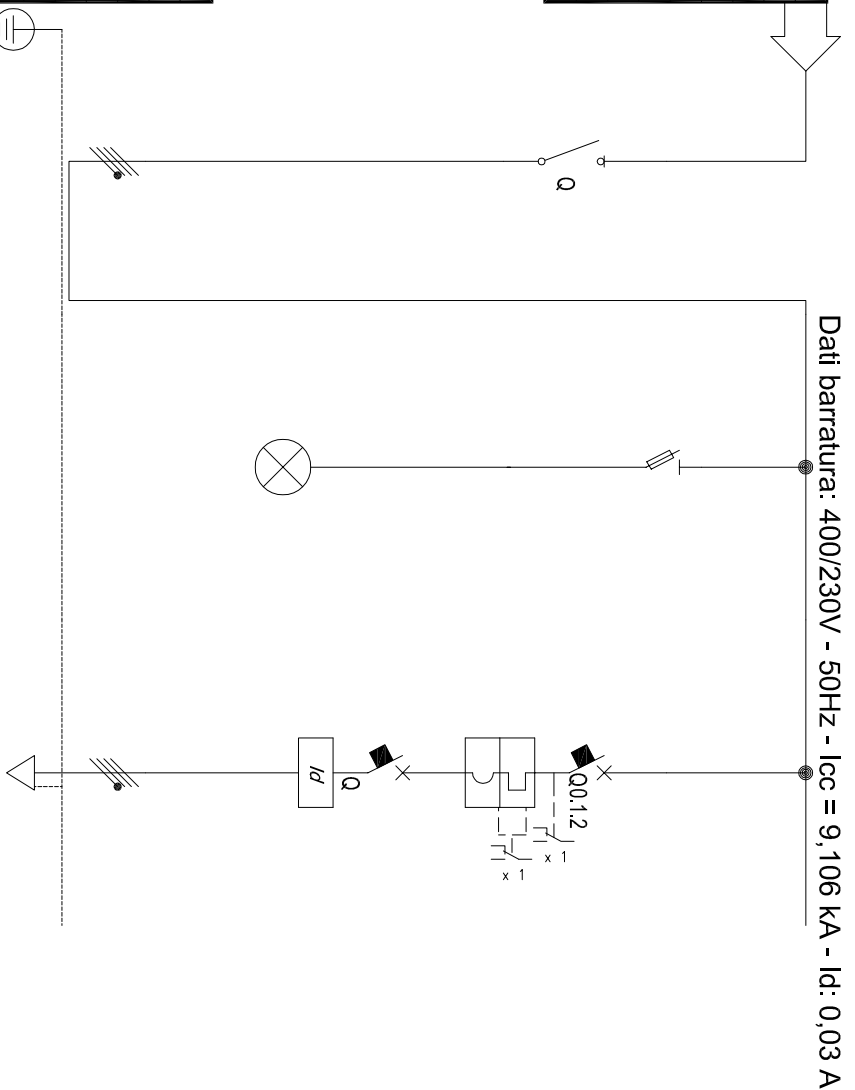 Dati barratura: 400/230V - 50Hz - Icc = 9,106 kA - Id: 0,03 A
Q
Q0.1.2
x 1
x 1
Q
Id